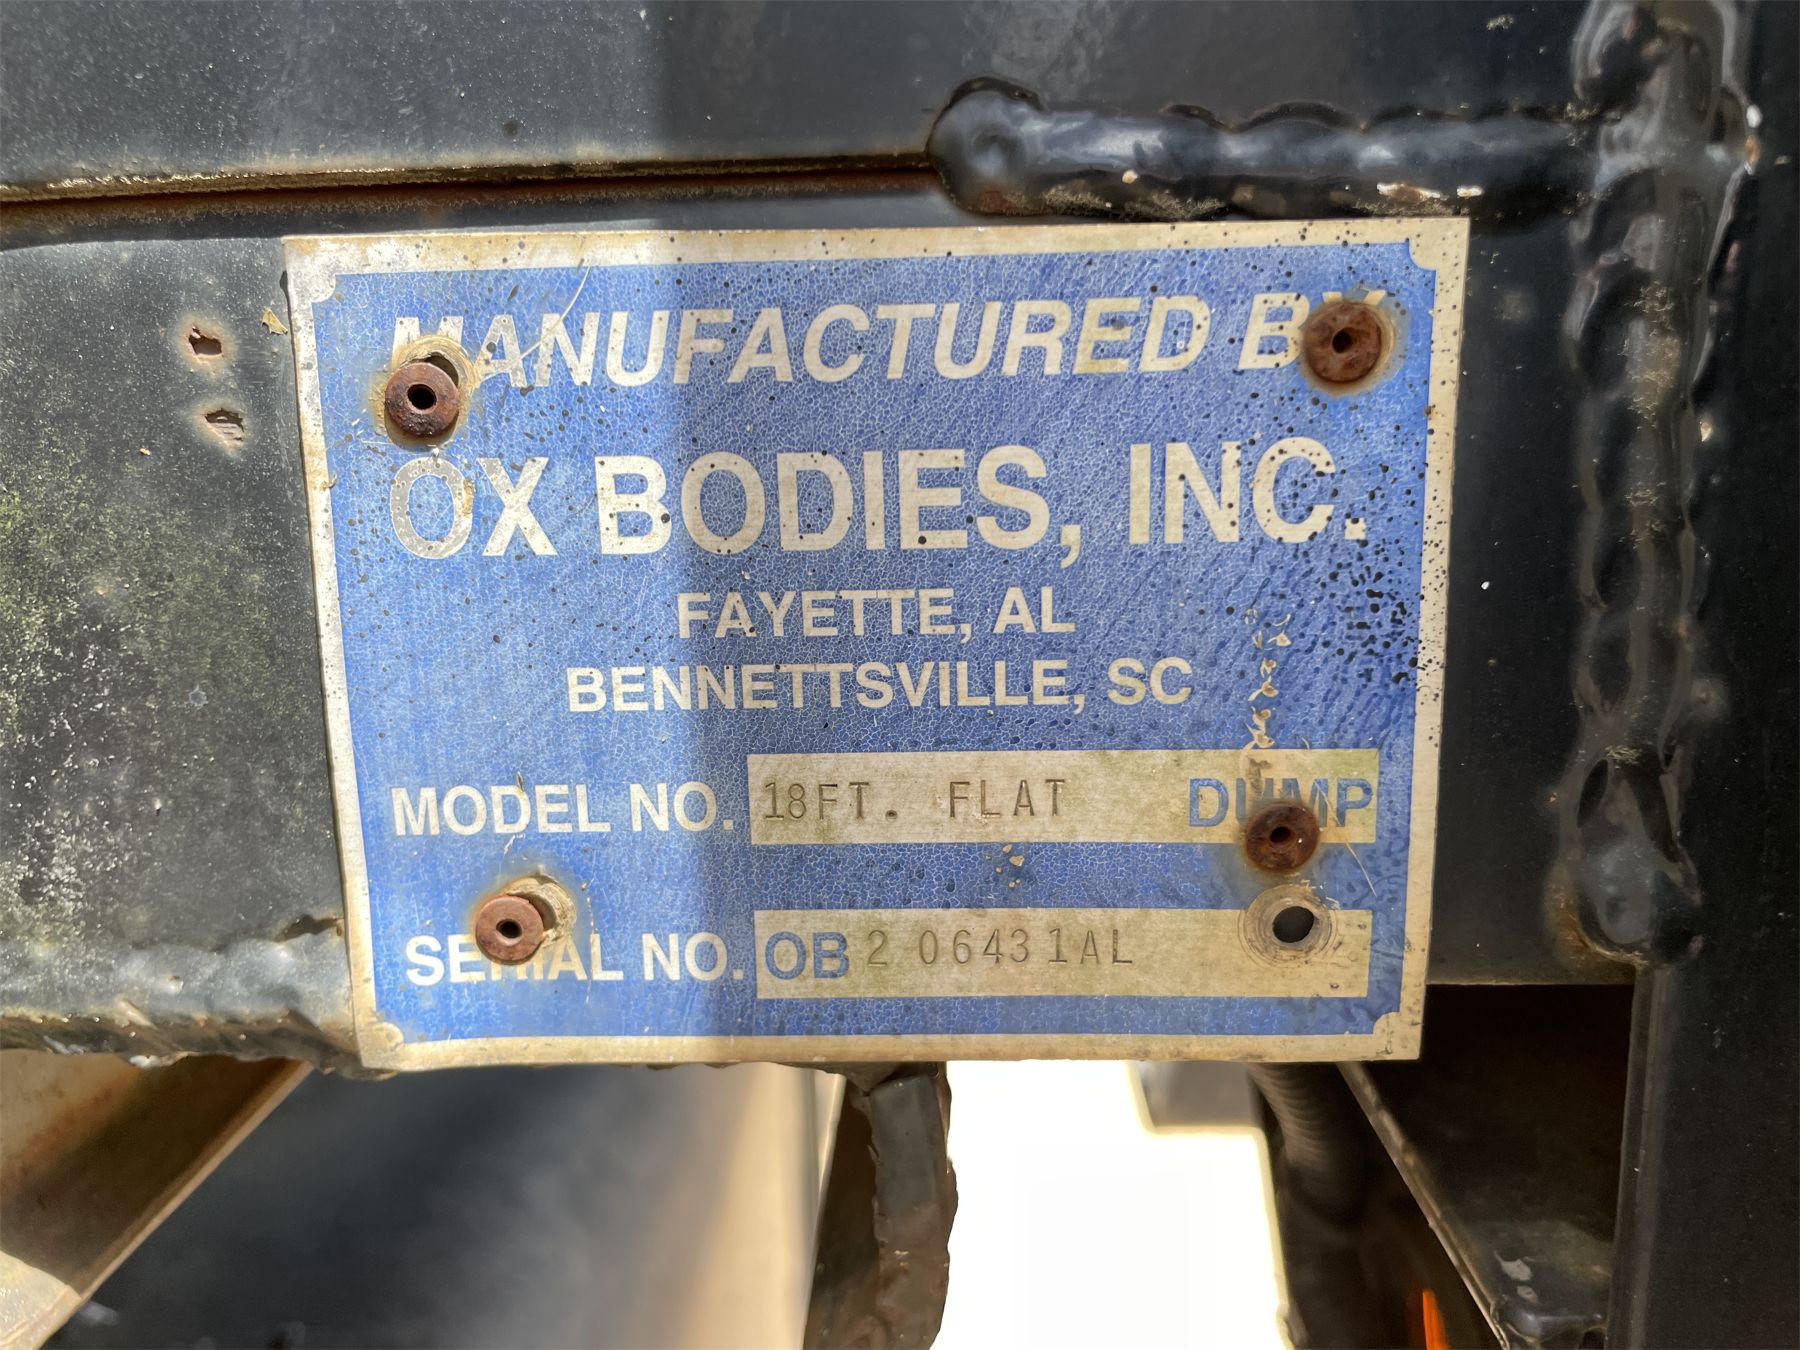 MANUFACTURED BY
OX BODIES, INC.
FAYETTE, AL
BENNETTSVILLE, SC
MODEL NO. 18FT. FLAT DUMP
SERIAL NO. OB 2 06431AL